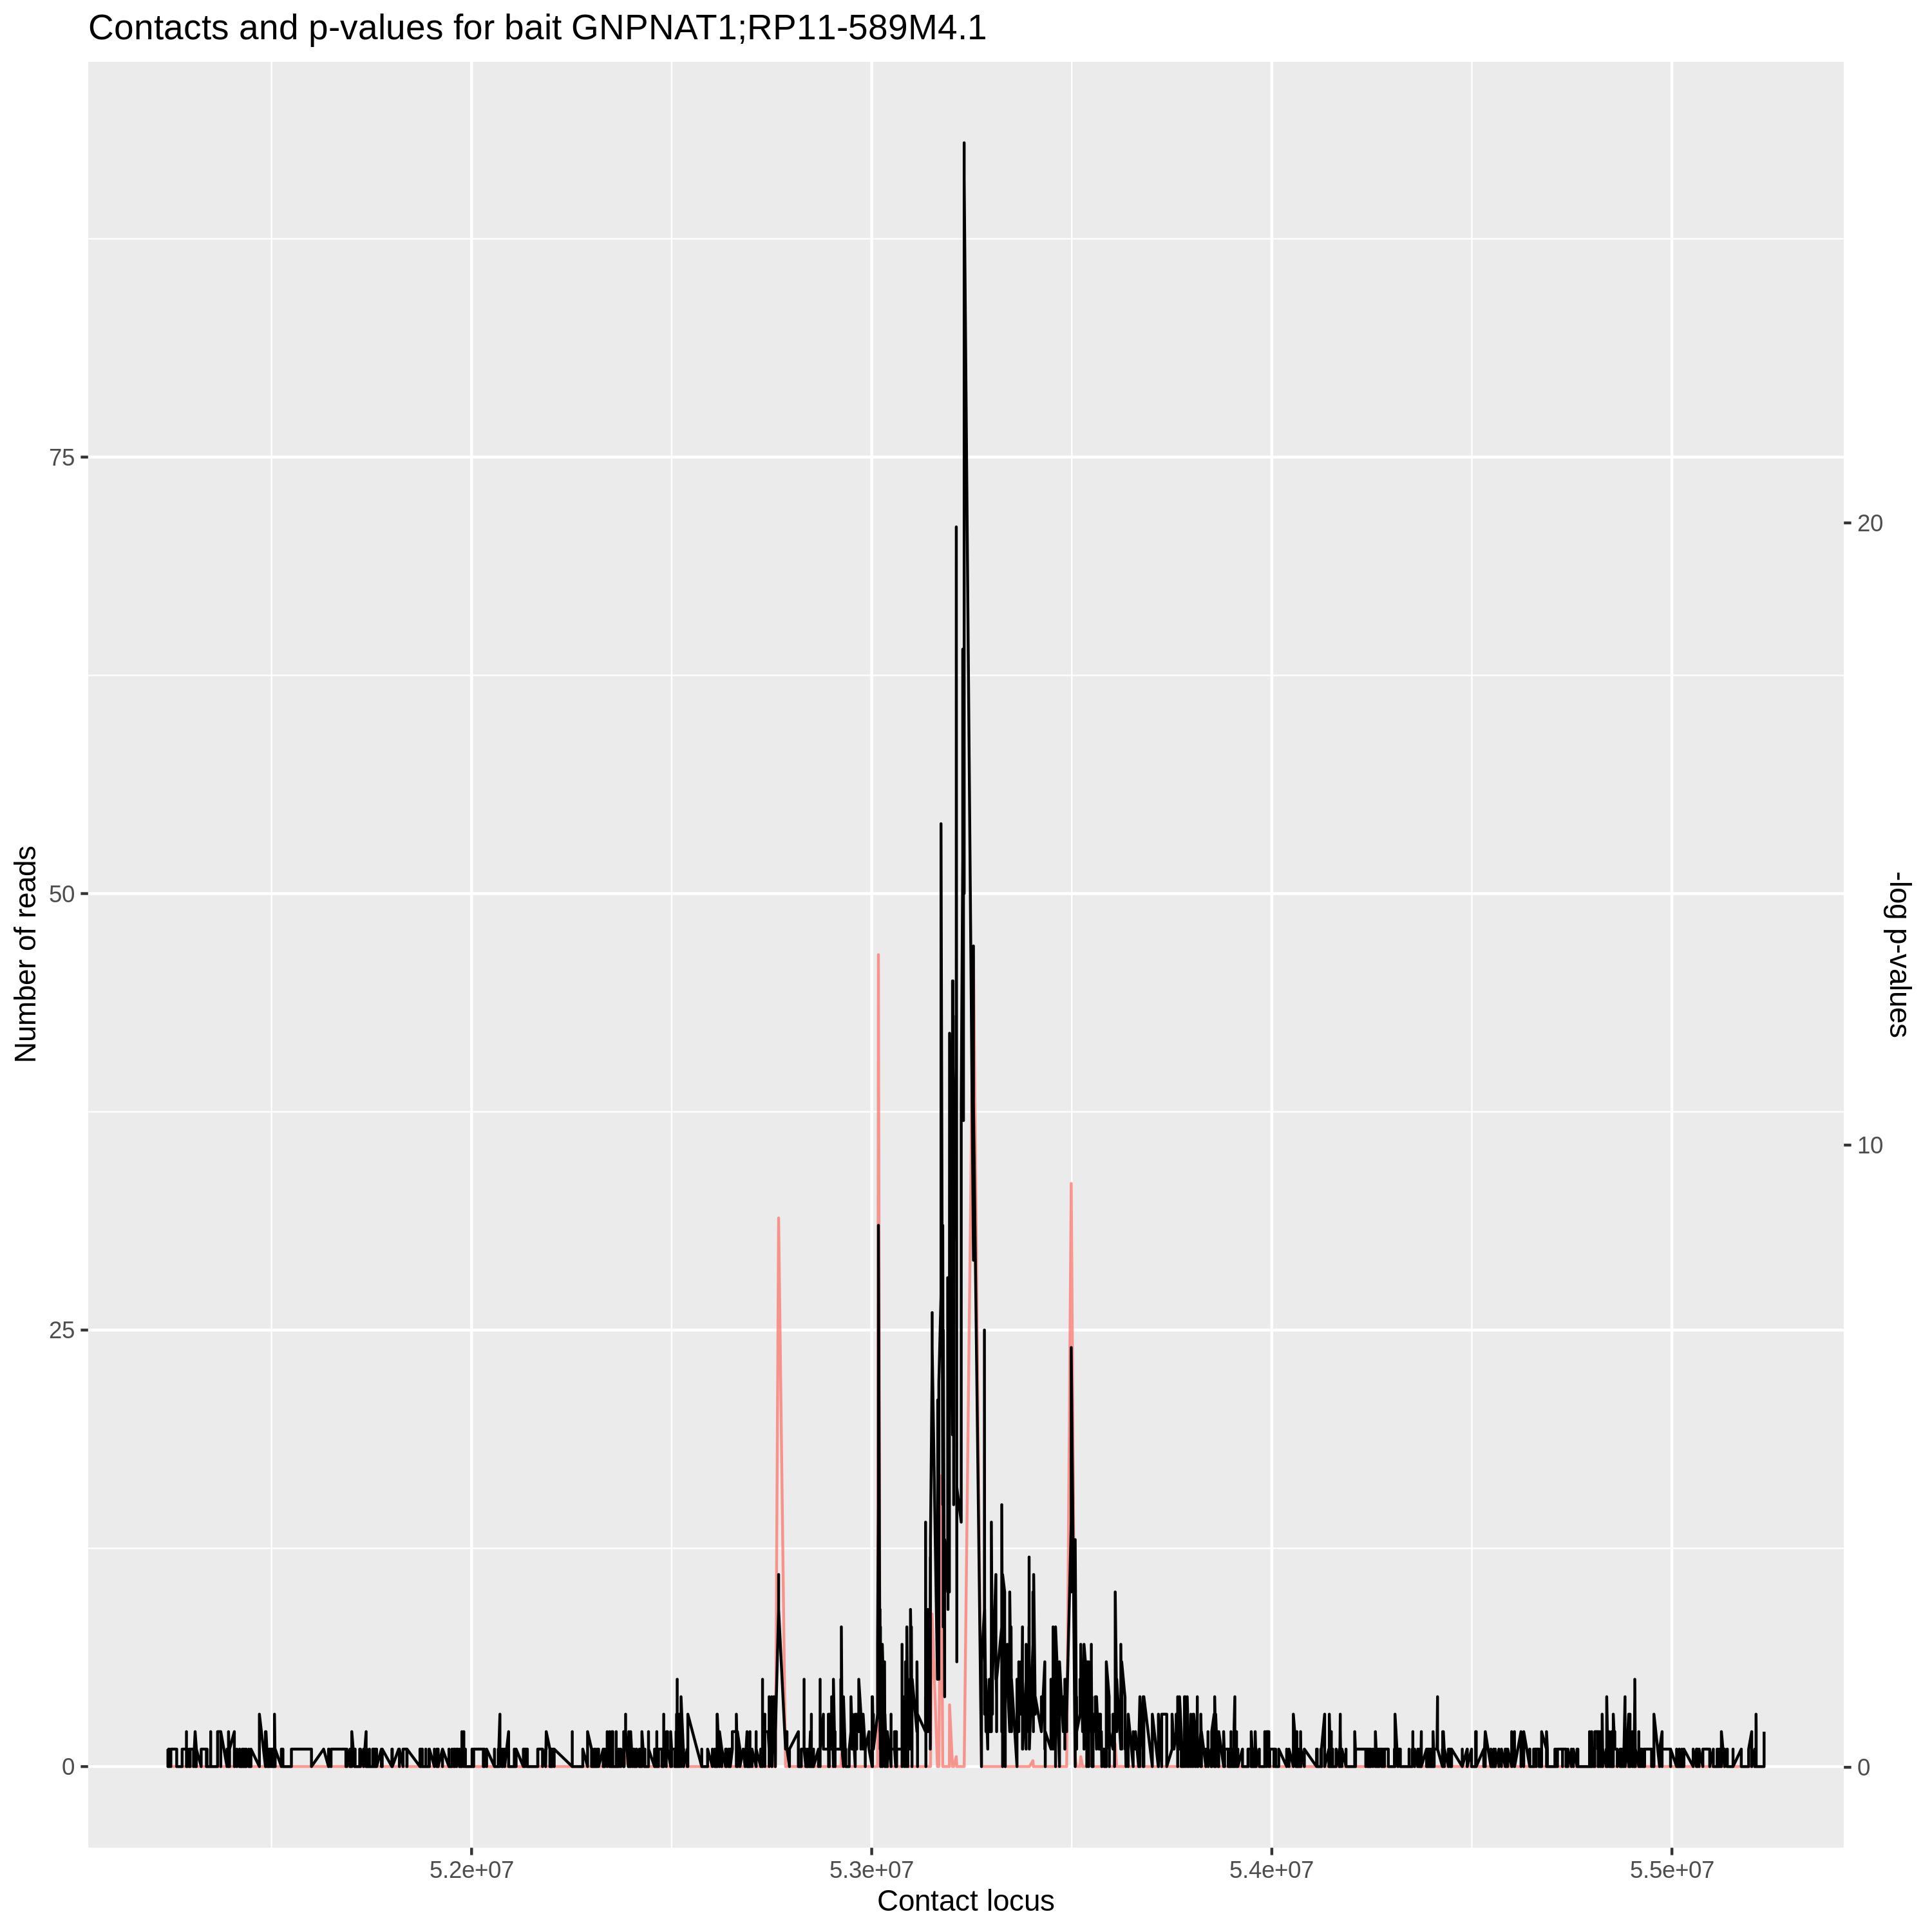 Contacts and p-values for bait GNPNAT1;RP11-589M4.1
75
50
25
0
Number of reads
20
10
0
-log p-values
5.2e+07 5.3e+07 5.4e+07 5.5e+07
Contact locus